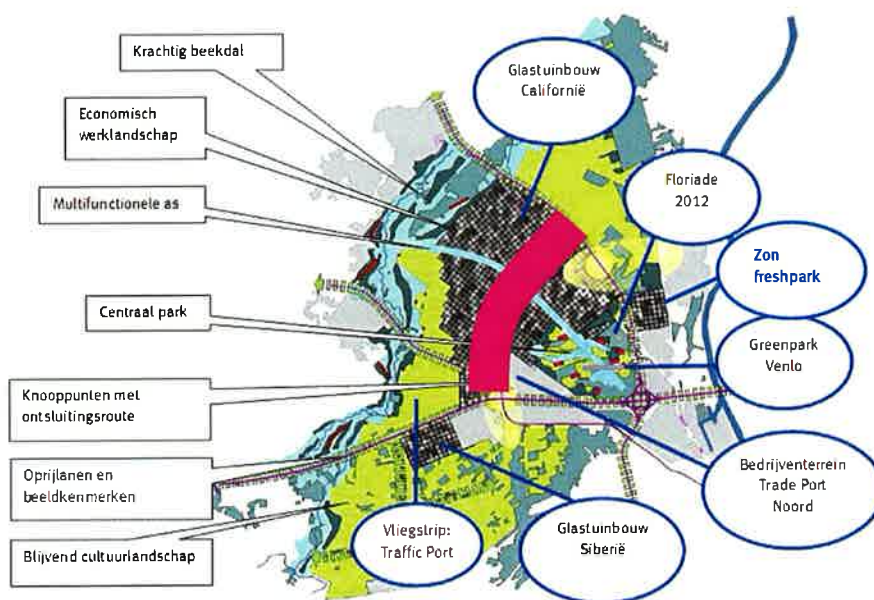 Krachtig beekdal
Economisch
werklandschap
Multifunctionele as
Centraal park
Knooppunten met
ontsluitingsroute
Oprijlanen en
beeldkenmerken
Blijvend cultuurlandschap
Glastuinbouw
Californië
Floriade
2012
Zon
freshpark
Greenpark
Venlo
Bedrijventerrein
Trade Port
Noord
Glastuinbouw
Siberië
Vliegstrip:
Traffic Port